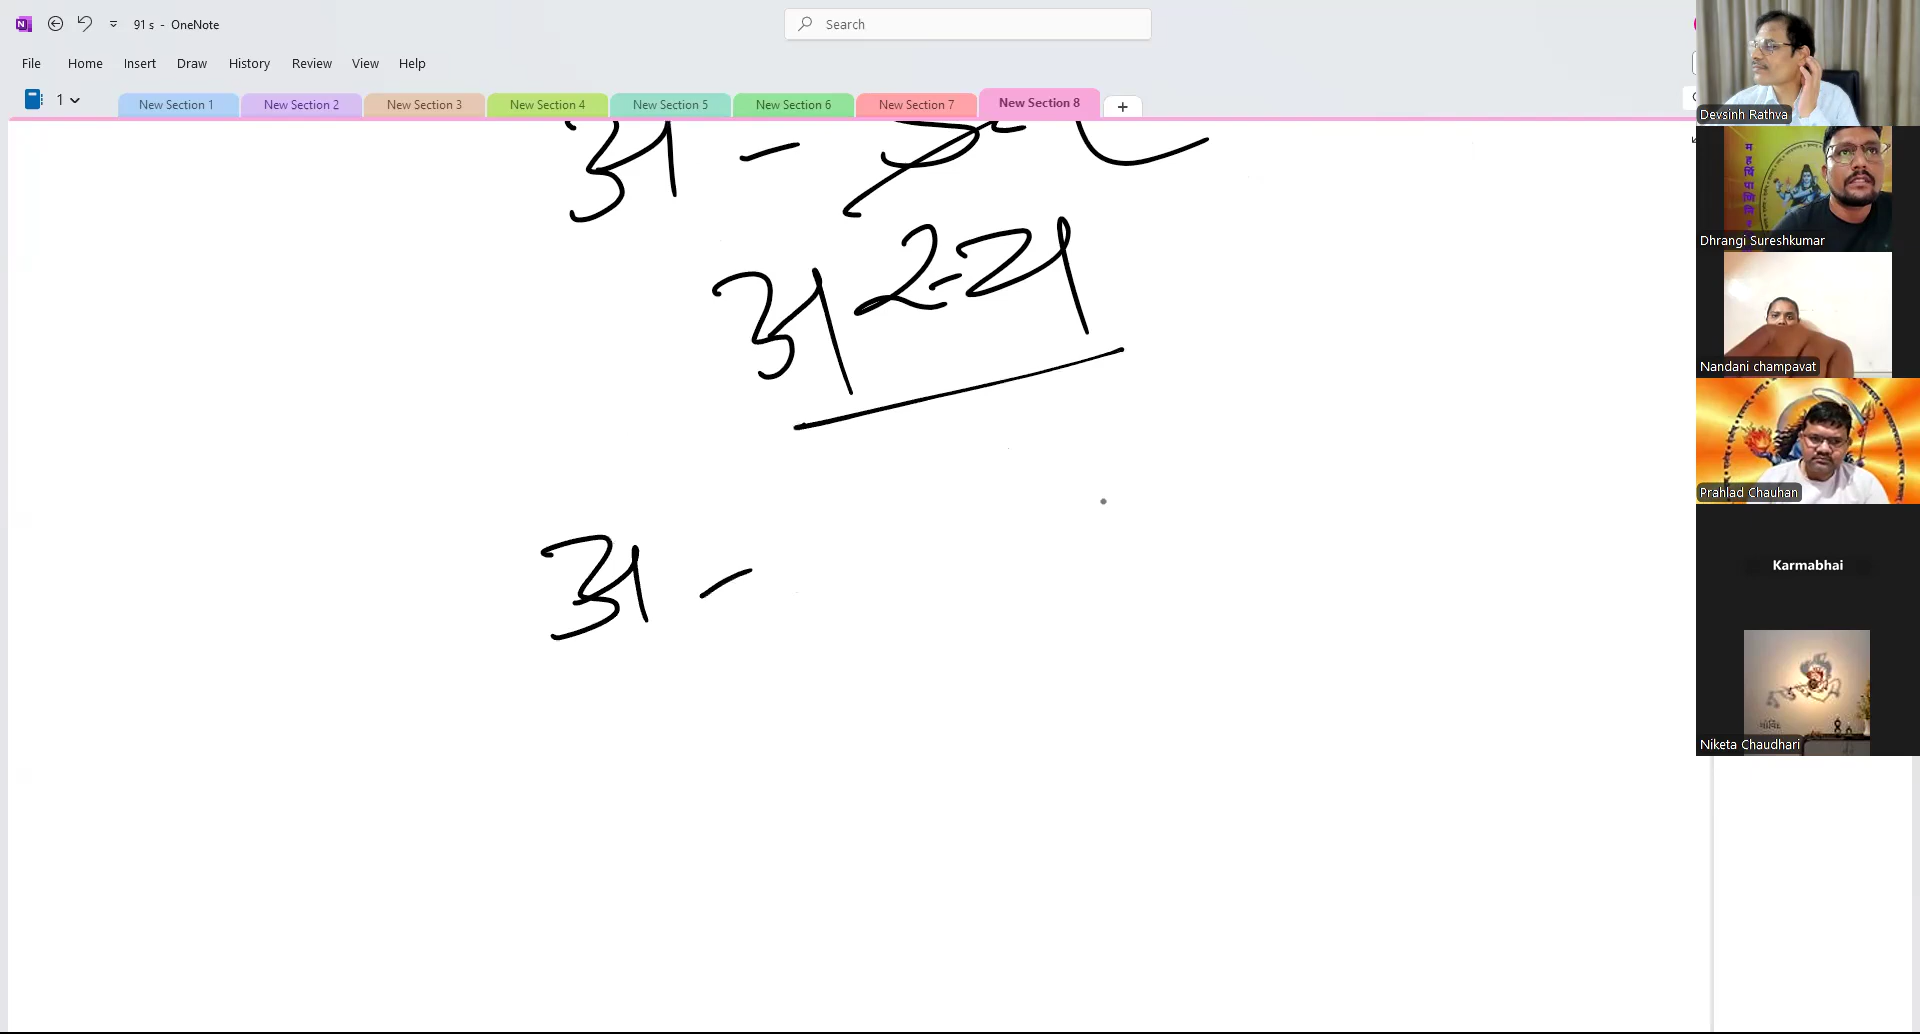 91 s - OneNote
Search
File Home Insert Draw History Review View Help
1 New Section 1 New Section 2 New Section 3 New Section 4 New Section 5 New Section 6 New Section 7 New Section 8 +
Devsinh Rathva
Dhrangi Sureshkumar
Nandani champavat
Prahlad Chauhan
Karmabhai
Niketa Chaudhari
अ -
अ -